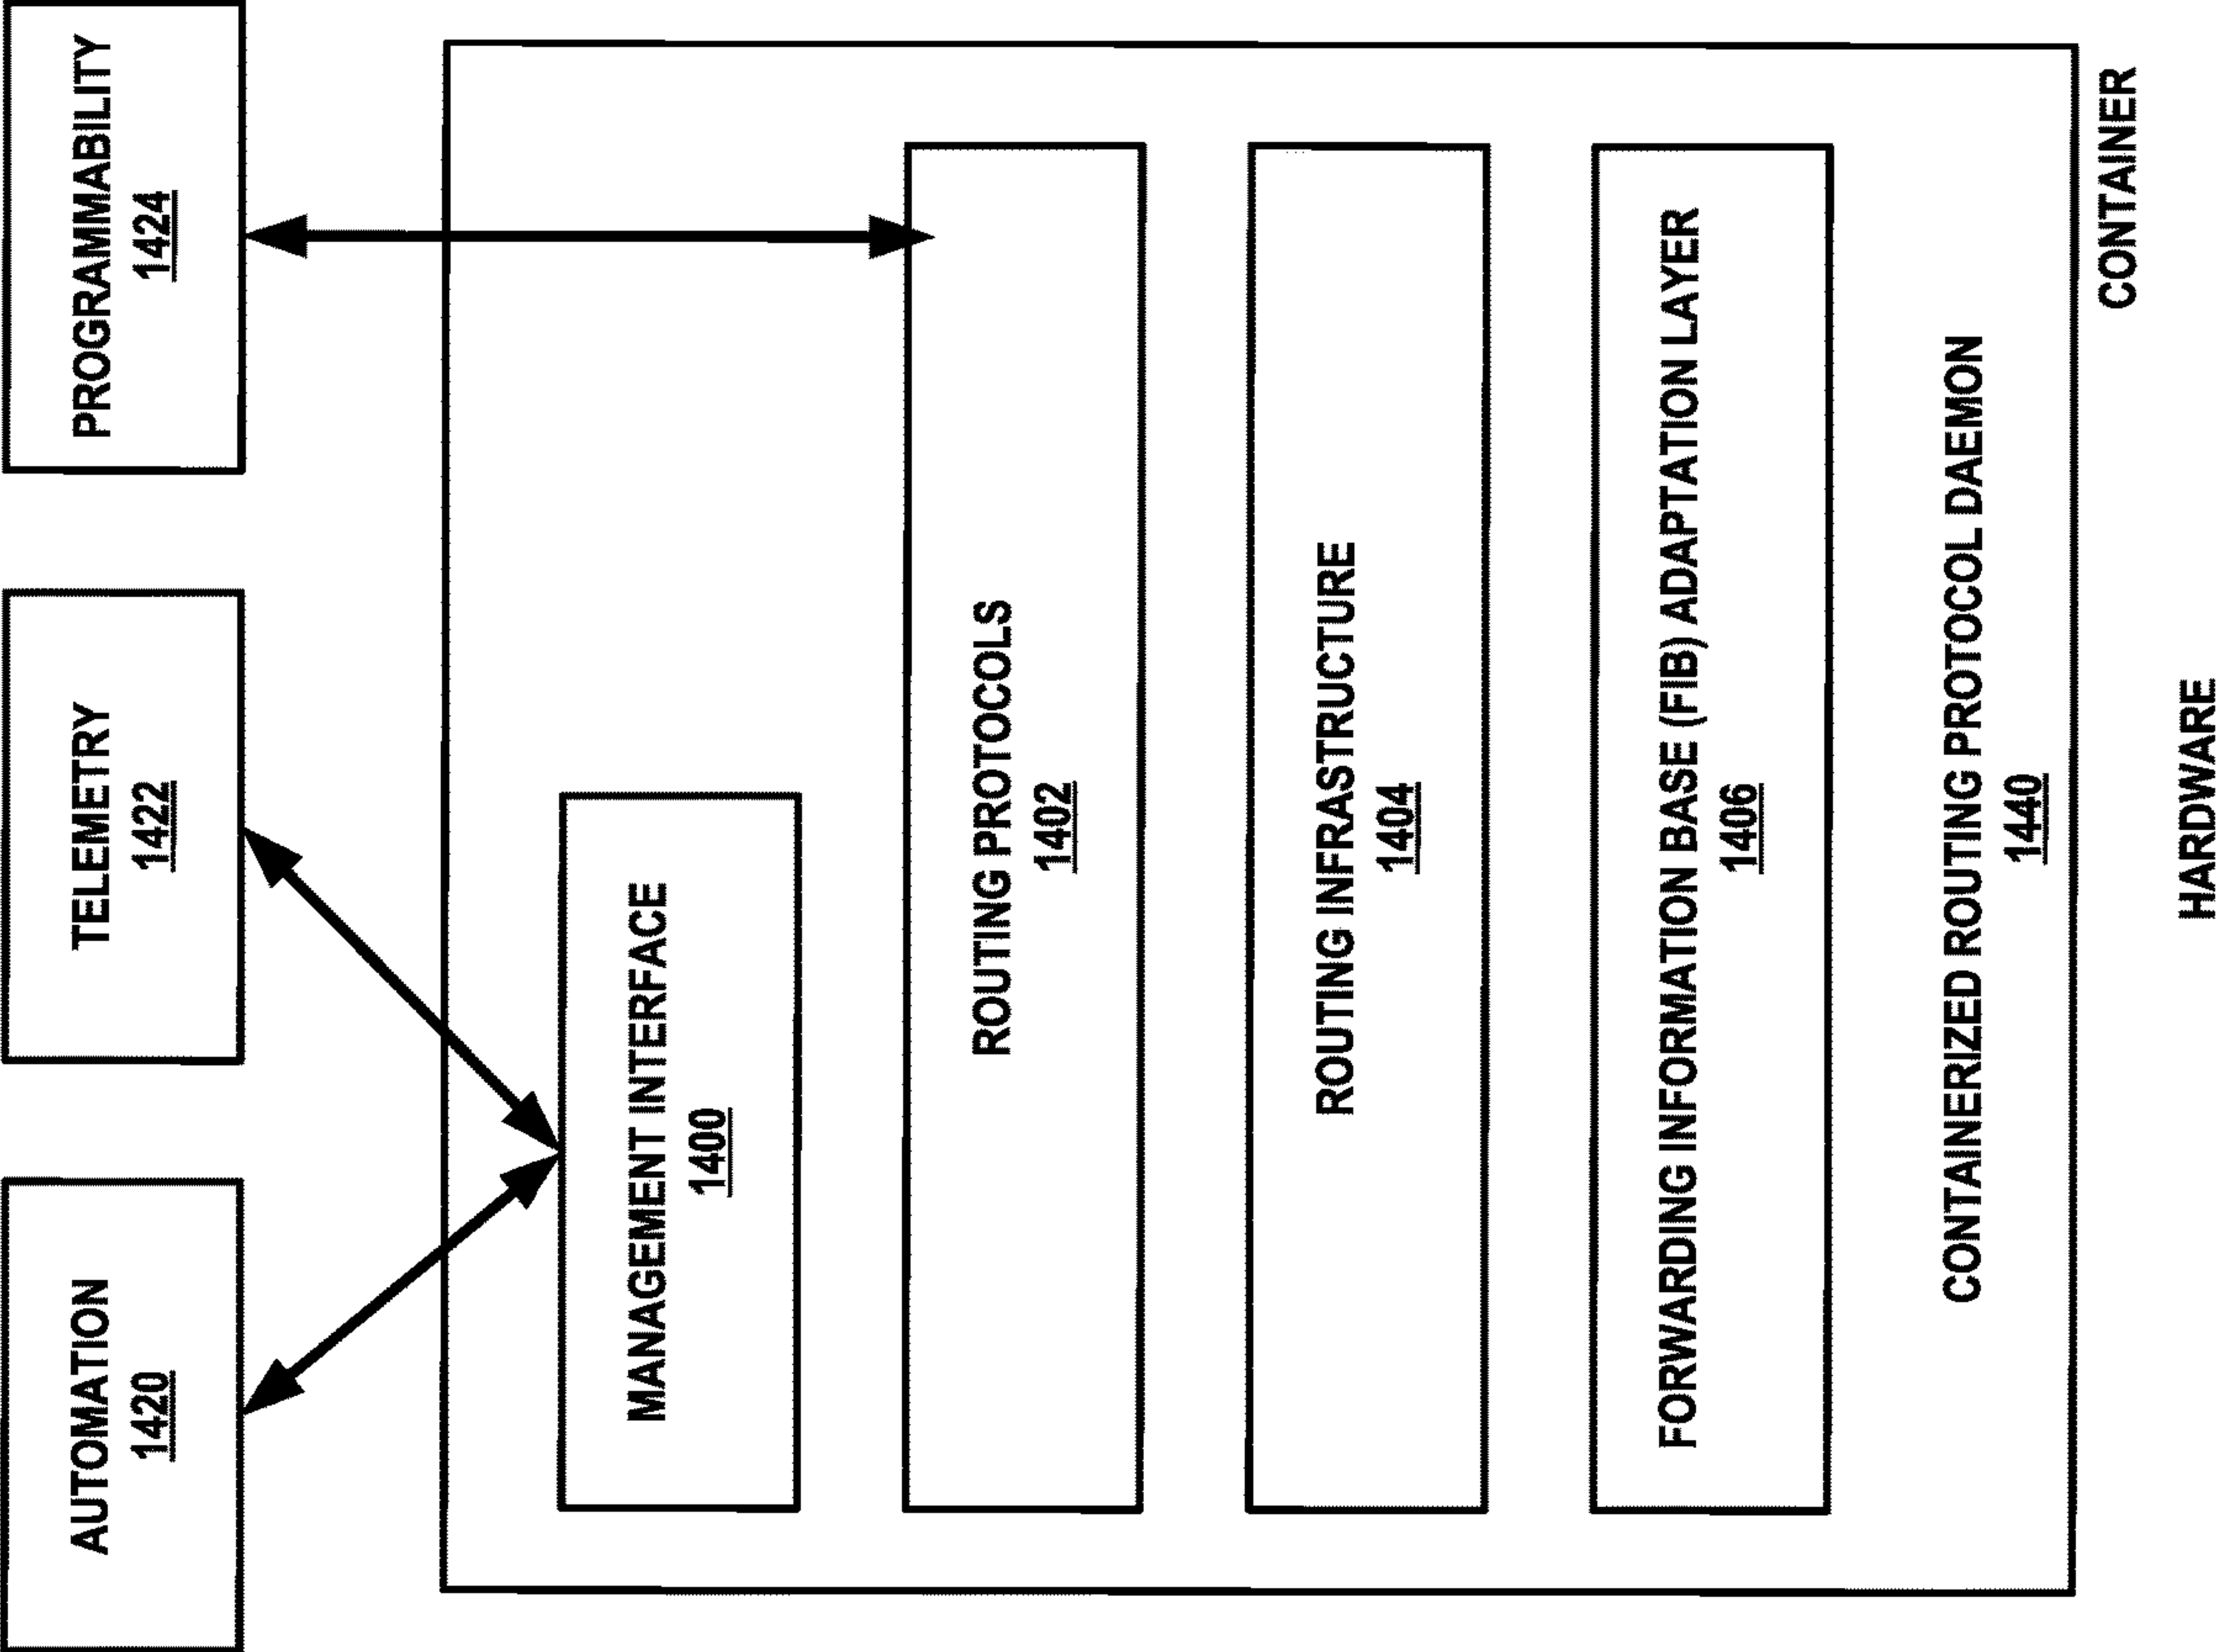 AUTOMATION
1420
TELEMETRY
1422
PROGRAMMABILITY
1424
MANAGEMENT INTERFACE
1400
ROUTING PROTOCOLS
1402
ROUTING INFRASTRUCTURE
1404
FORWARDING INFORMATION BASE (FIB) ADAPTATION LAYER
1406
CONTAINERIZED ROUTING PROTOCOL DAEMON
1440
CONTAINER
HARDWARE